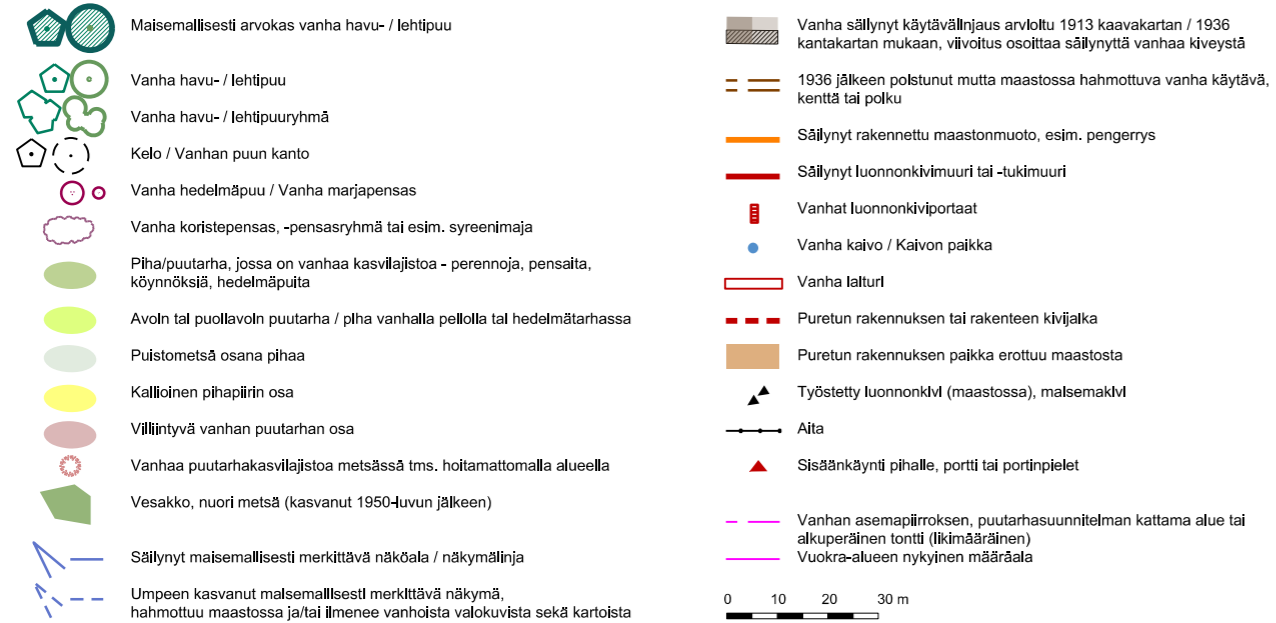 Maisemallisesti arvokas vanha havu- / lehtipuu
Vanha havu- / lehtipuu
Vanha havu- / lehtipuuryhmä
Kelo / Vanhan puun kanto
Vanha hedelmäpuu / Vanha marjapensas
Vanha koristepensas, -pensasryhmä tai esim. syreenimaja
Piha/puutarha, jossa on vanhaa kasvilajistoa - perennoja, pensaita,
köynnöksiä, hedelmäpuita
Avoin tai puoliavoin puutarha / piha vanhalla pellolla tai hedelmätarhassa
Puistometsä osana pihaa
Kallioinen pihapiirin osa
Villiintyvä vanhan puutarhan osa
Vanhaa puutarhakasvilajistoa metsässä tms. hoitamattomalla alueella
Vesakko, nuori metsä (kasvanut 1950-luvun jälkeen)
Säilynyt maisemallisesti merkittävä näköala / näkymälinja
Umpeen kasvanut maisemallisesti merkittävä näkymä,
hahmottuu maastossa ja/tai ilmenee vanhoista valokuvista sekä kartoista
Vanha säilynyt käytävälinjaus arvioitu 1913 kaavakartan / 1936
kantakartan mukaan, viivoitus osoittaa säilynyttä vanhaa kiveystä
1936 jälkeen poistunut mutta maastossa hahmottuva vanha käytävä,
kenttä tai polku
Säilynyt rakennettu maastonmuoto, esim. pengerrys
Säilynyt luonnonkivimuuri tai -tukimuuri
Vanhat luonnonkiviportaat
Vanha kaivo / Kaivon paikka
Vanha laituri
Puretun rakennuksen tai rakenteen kivijalka
Puretun rakennuksen paikka erottuu maastosta
Työstetty luonnonkivi (maastossa), maisemakivi
Aita
Sisäänkäynti pihalle, portti tai portinpielet
Vanhan asemapiirroksen, puutarhasuunnitelman kattama alue tai
alkuperäinen tontti (likimääräinen)
Vuokra-alueen nykyinen määräala
0 10 20 30 m